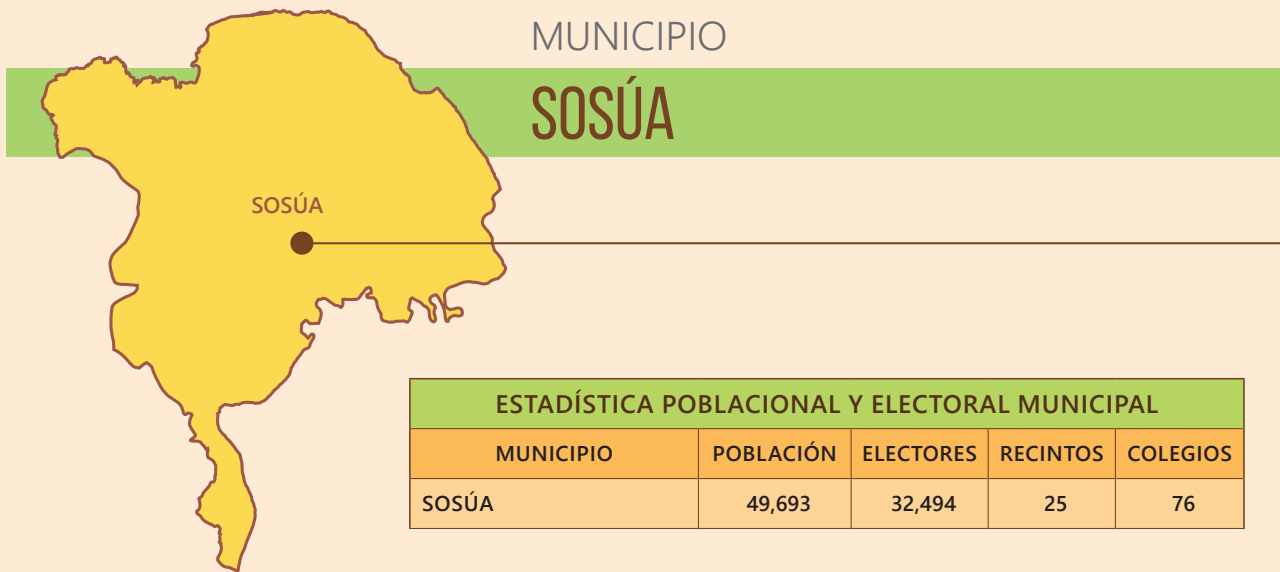 MUNICIPIO
SOSÚA
SOSÚA
ESTADÍSTICA POBLACIONAL Y ELECTORAL MUNICIPAL
MUNICIPIO POBLACIÓN ELECTORES RECINTOS COLEGIOS
SOSÚA 49,693 32,494 25 76